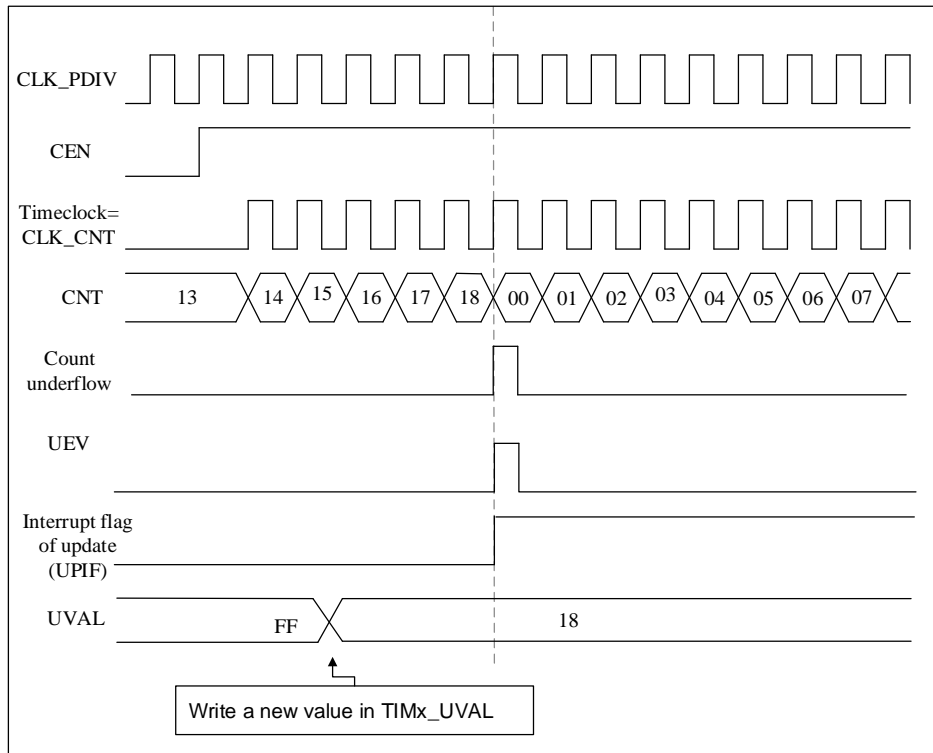 CLK_PDIV
CEN
Timeclock=
CLK_CNT
CNT
13 14 15 16 17 18 00 01 02 03 04 05 06 07
Count
underflow
UEV
Interrupt flag
of update
(UPIF)
UVAL
FF 18
Write a new value in TIMx_UVAL